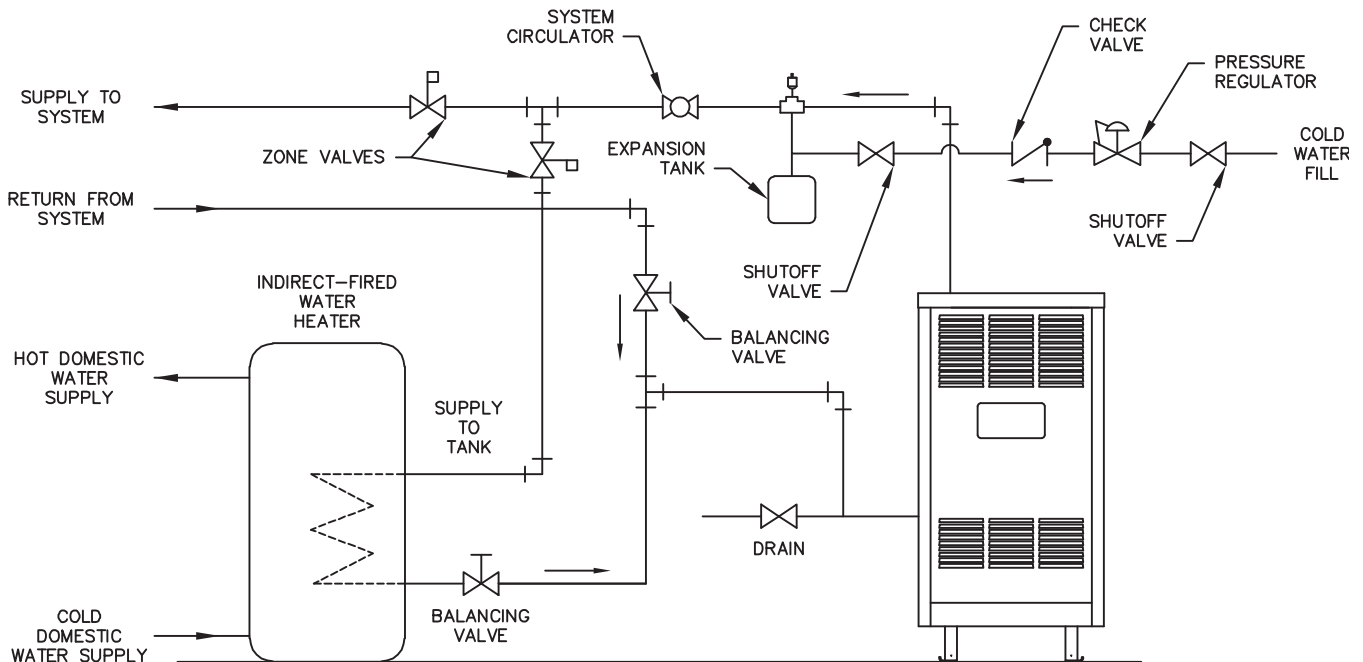 SYSTEM
CIRCULATOR
CHECK
VALVE
PRESSURE
REGULATOR
SUPPLY TO
SYSTEM
ZONE VALVES
EXPANSION
TANK
COLD
WATER
FILL
RETURN FROM
SYSTEM
SHUTOFF
VALVE
SHUTOFF
VALVE
INDIRECT-FIRED
WATER
HEATER
BALANCING
VALVE
HOT DOMESTIC
WATER
SUPPLY
SUPPLY
TO
TANK
DRAIN
BALANCING
VALVE
COLD
DOMESTIC
WATER SUPPLY